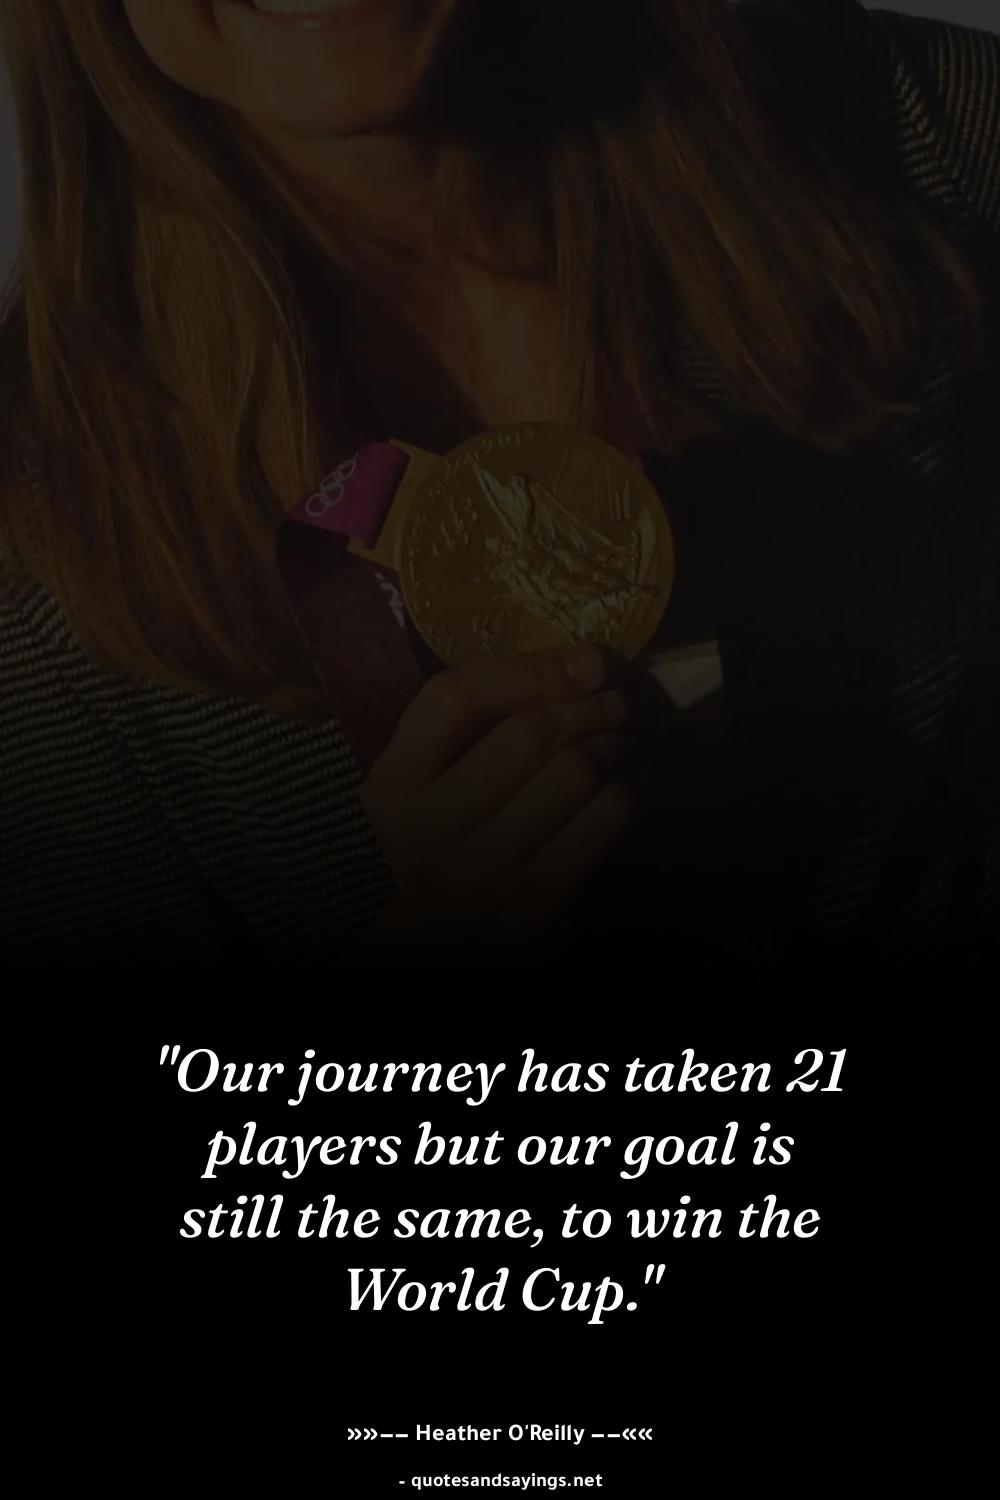 "Our journey has taken 21
players but our goal is
still the same, to win the
World Cup."
»»−− Heather O'Reilly −−««
- quotesandsayings.net